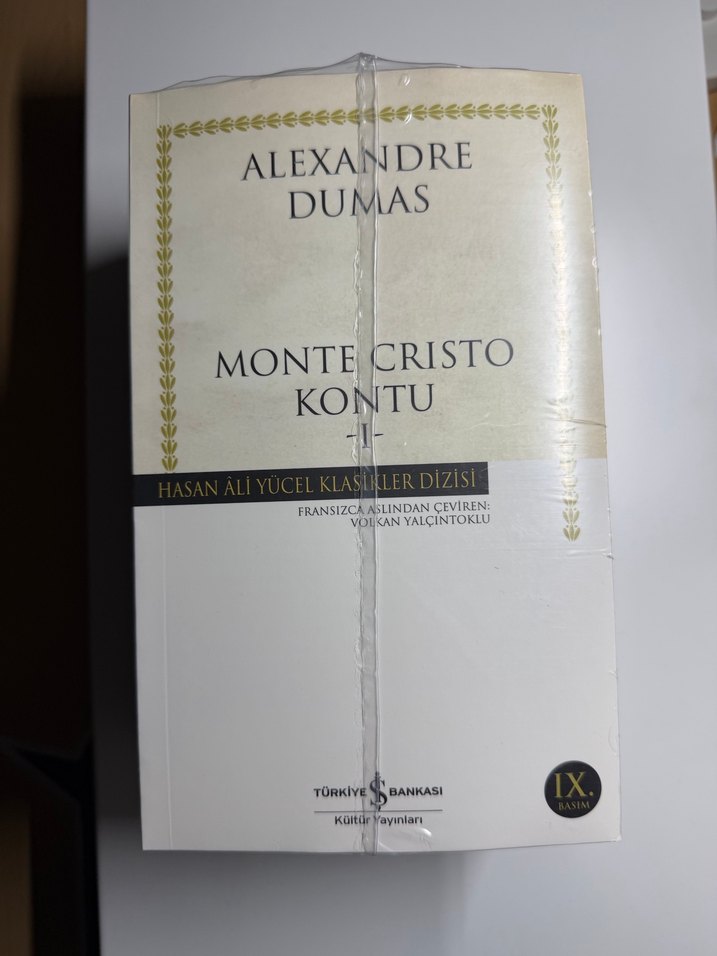 ALEXANDRE
DUMAS
MONTE CRISTO
KONTU
-I-
HASAN ÂLİ YÜCEL KLASİKLER DİZİSİ
FRANSIZCA ASLINDAN ÇEVİREN:
VOLKAN YALÇINTOKLU
TÜRKİYE İŞ BANKASI
Kültür Yayınları
IX.
BASIM